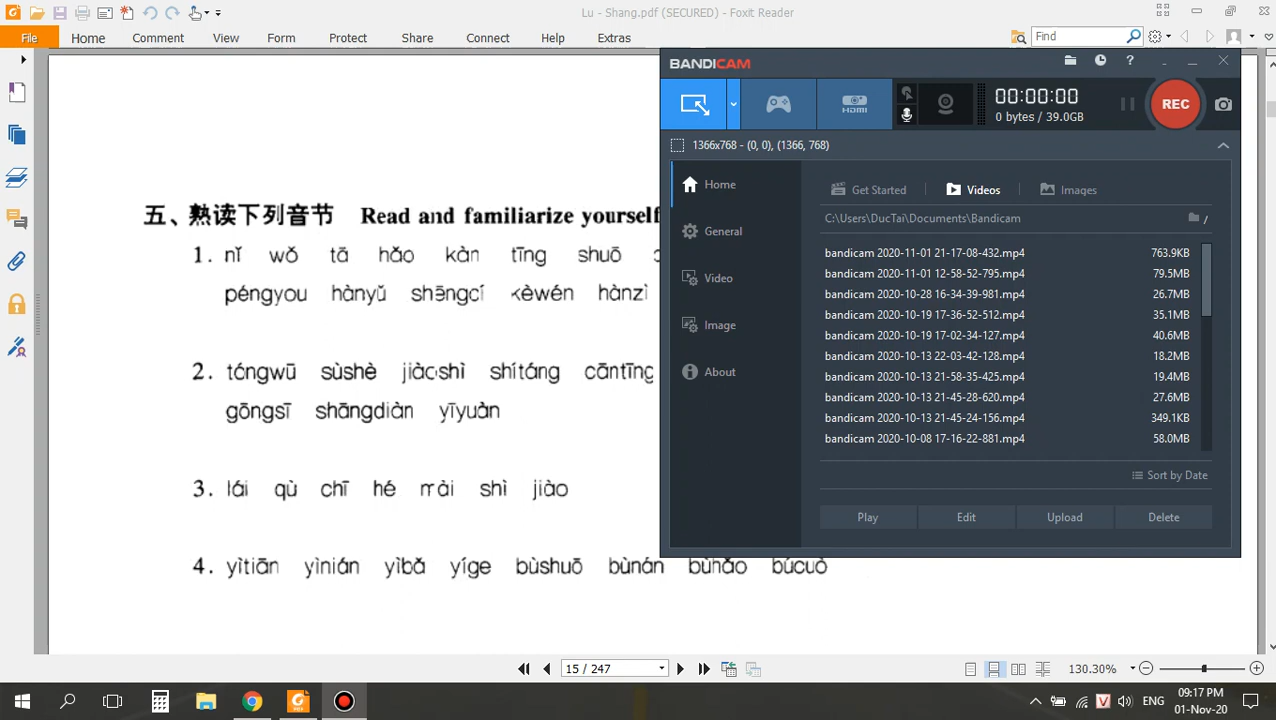 Lu - Shang.pdf (SECURED) - Foxit Reader
File Home Comment View Form Protect Share Connect Help Extras Find
BANDICAM
HDMI
00:00:00
0 bytes / 39.0GB
REC
1366x768 - (0, 0), (1366, 768)
Home
General
Video
Image
About
Get Started Videos Images
C:\Users\DucTai\Documents\Bandicam
bandicam 2020-11-01 21-17-08-432.mp4 763.9KB
bandicam 2020-11-01 12-58-52-795.mp4 79.5MB
bandicam 2020-10-28 16-34-39-981.mp4 26.7MB
bandicam 2020-10-19 17-36-52-512.mp4 35.1MB
bandicam 2020-10-19 17-02-34-127.mp4 40.6MB
bandicam 2020-10-13 22-03-42-128.mp4 18.2MB
bandicam 2020-10-13 21-58-35-425.mp4 19.4MB
bandicam 2020-10-13 21-45-28-620.mp4 27.6MB
bandicam 2020-10-13 21-45-24-156.mp4 349.1KB
bandicam 2020-10-08 17-16-22-881.mp4 58.0MB
Sort by Date
Play Edit Upload Delete
五、熟读下列音节 Read and familiarize yourself
1. nǐ wǒ tā hǎo kàn tīng shuō
péngyou hànyǔ shēngcí kèwén hànzì
2. tóngwū sùshè jiàoshì shítáng cāntīng
gōngsī shāngdiàn yīyuàn
3. lái qù chī hé mài shì jiào
4. yìtiān yìnián yìbǎ yíge bùshuō bùnán bùhǎo búcuò
15 / 247
130.30%
V ENG 09:17 PM
01-Nov-20